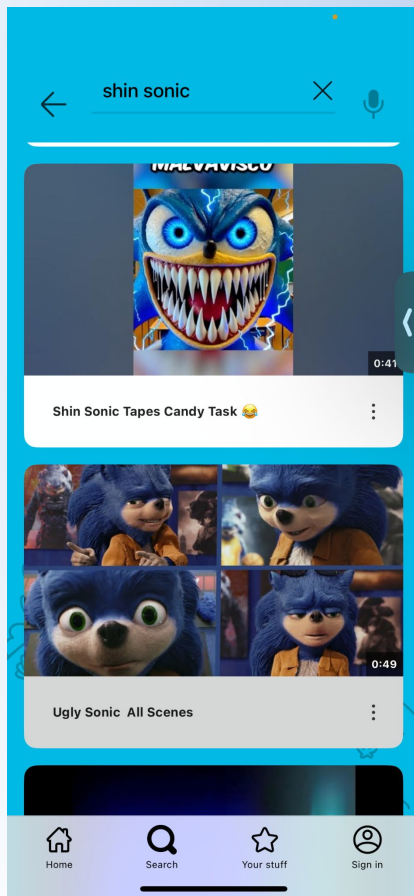 shin sonic
MALVAVISCO
0:41
Shin Sonic Tapes Candy Task 😂
0:49
Ugly Sonic All Scenes
Home
Search
Your stuff
Sign in